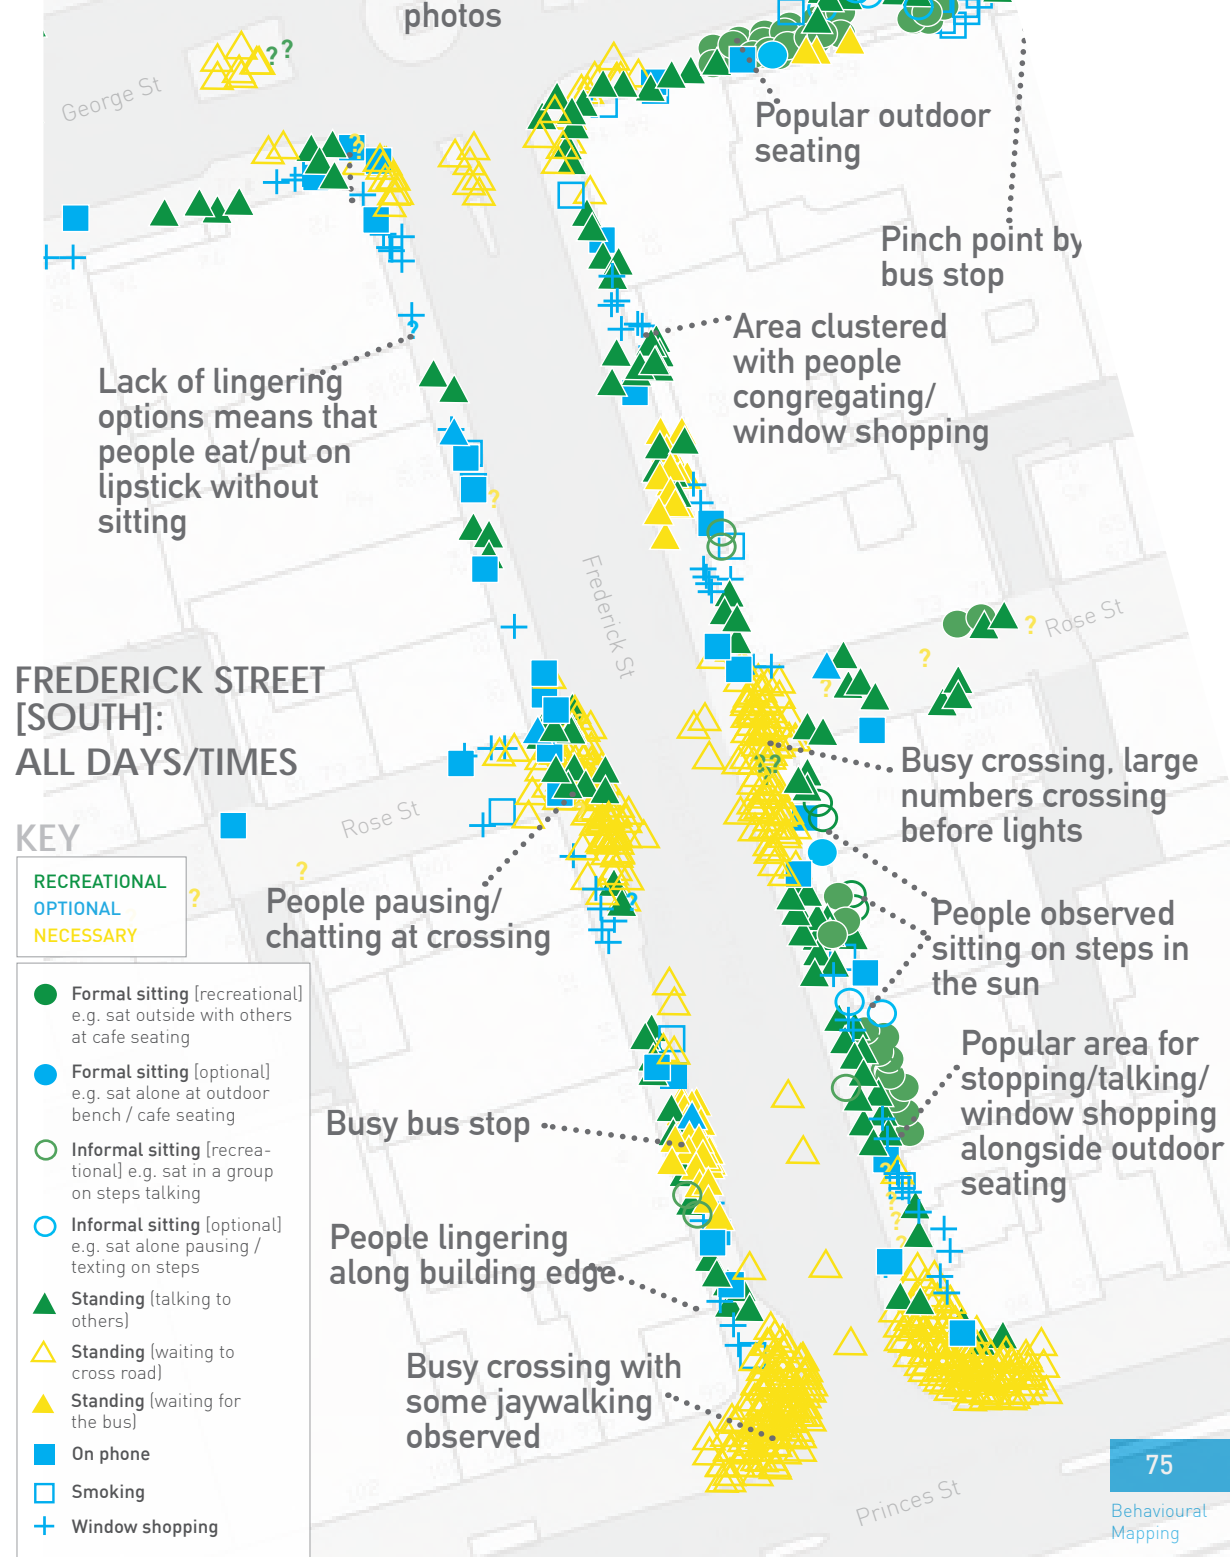 photos
George St
Popular outdoor
seating
Pinch point by
bus stop
Area clustered
with people
congregating/
window shopping
Lack of lingering
options means that
people eat/put on
lipstick without
sitting
Frederick St
Rose St
FREDERICK STREET
[SOUTH]:
ALL DAYS/TIMES
Busy crossing, large
numbers crossing
before lights
Rose St
KEY
RECREATIONAL
OPTIONAL
NECESSARY
People pausing/
chatting at crossing
People observed
sitting on steps in
the sun
Formal sitting [recreational]
e.g. sat outside with others
at cafe seating
Formal sitting [optional]
e.g. sat alone at outdoor
bench / cafe seating
Informal sitting [recrea-
tional] e.g. sat in a group
on steps talking
Informal sitting [optional]
e.g. sat alone pausing /
texting on steps
Standing (talking to
others)
Standing (waiting to
cross road)
Standing (waiting for
the bus)
On phone
Smoking
Window shopping
Popular area for
stopping/talking/
window shopping
alongside outdoor
seating
Busy bus stop
People lingering
along building edge
Busy crossing with
some jaywalking
observed
Princes St
75
Behavioural
Mapping